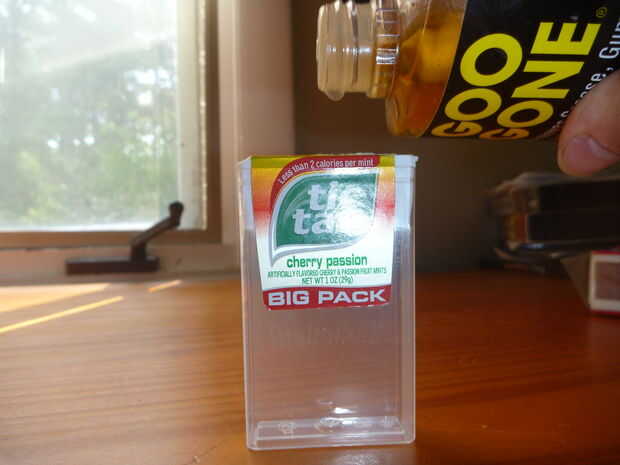 GOO
GONE®
Less than 2 calories per mint
tic
tac
cherry passion
ARTIFICIALLY FLAVORED CHERRY & PASSION FRUIT MINTS
NET WT 1 OZ (29g)
BIG PACK